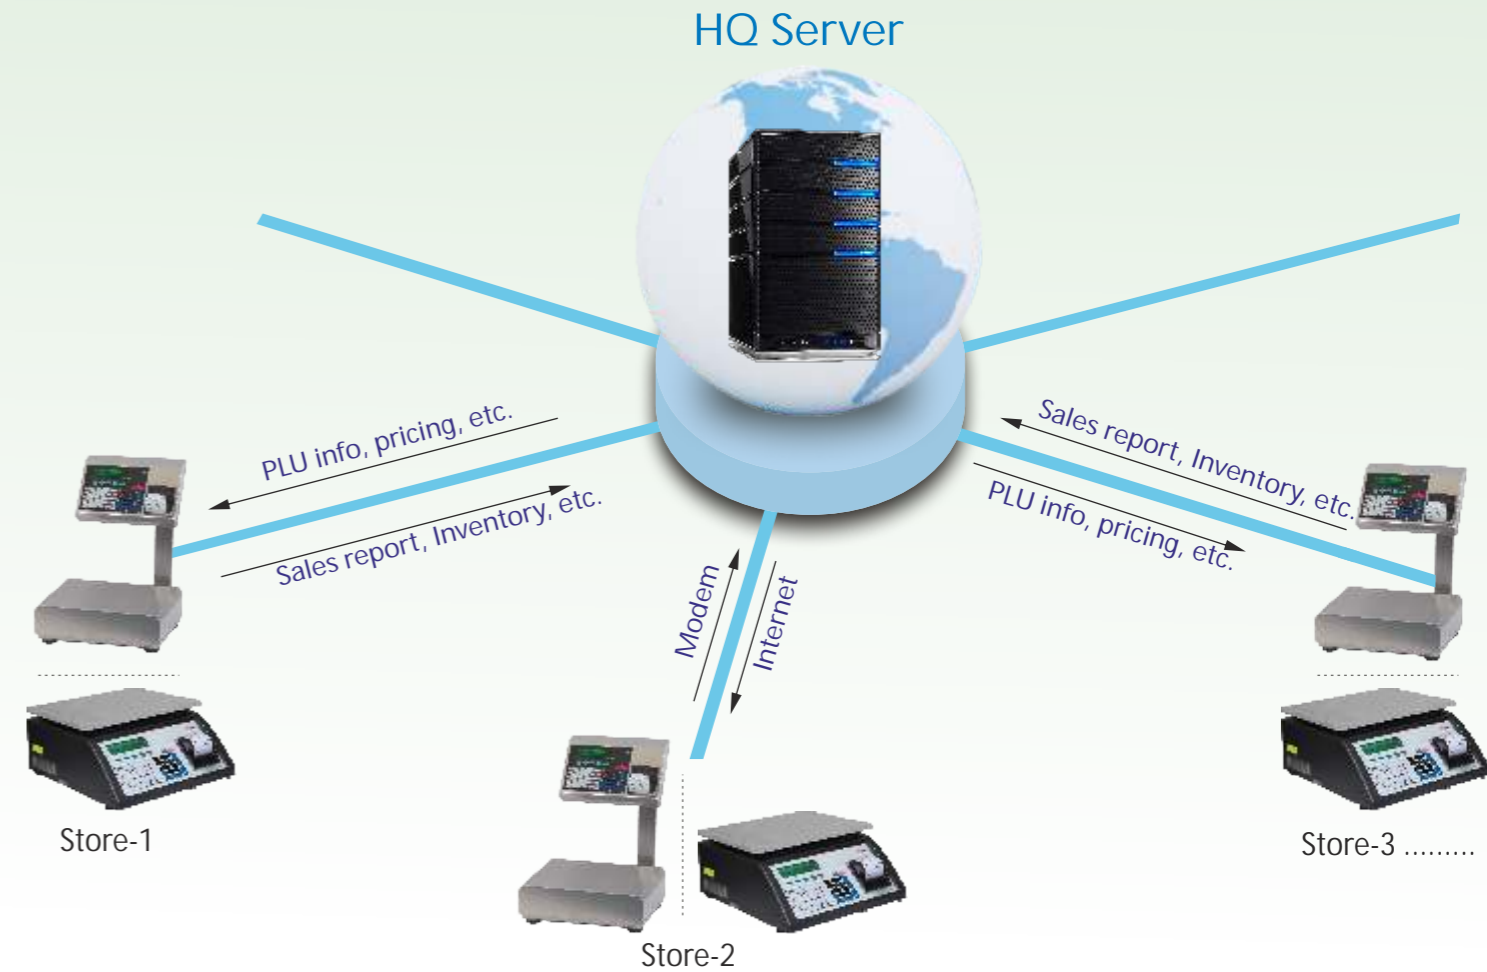 HQ Server
PLU info, pricing, etc.
Sales report, Inventory, etc.
Sales report, Inventory, etc.
PLU info, pricing, etc.
Modem
Internet
Store-1
Store-2
Store-3 .........